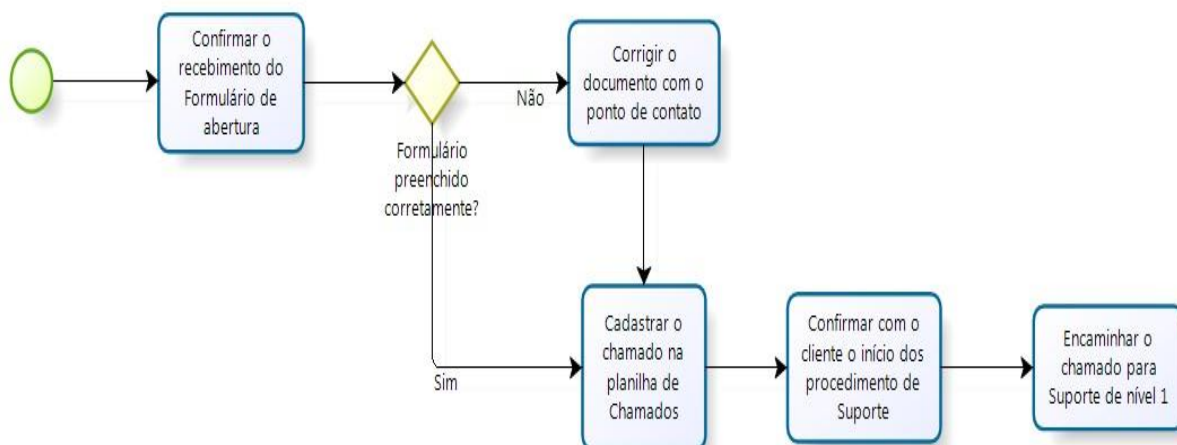 Confirmar o
recebimento do
Formulário de
abertura
Formulário
preenchido
corretamente?
Não
Corrigir o
documento com o
ponto de contato
Sim
Cadastrar o
chamado na
planilha de
Chamados
Confirmar com o
cliente o início dos
procedimento de
Suporte
Encaminhar o
chamado para
Suporte de nível 1